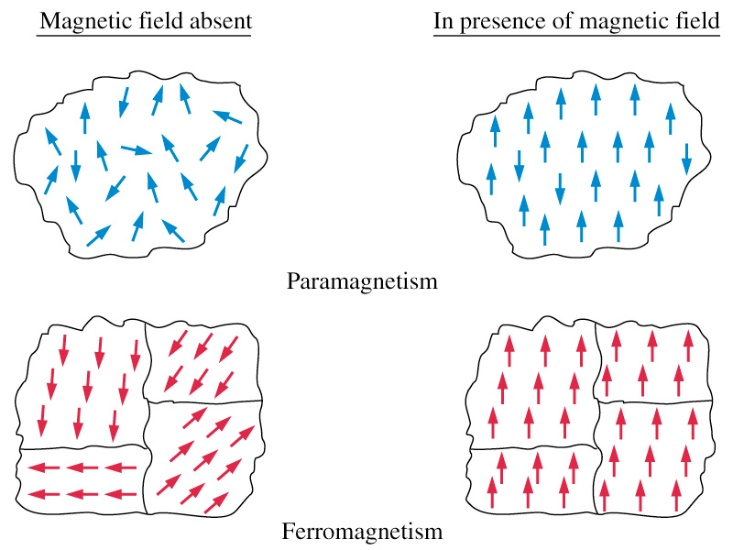 Magnetic field absent
In presence of magnetic field
Paramagnetism
Ferromagnetism